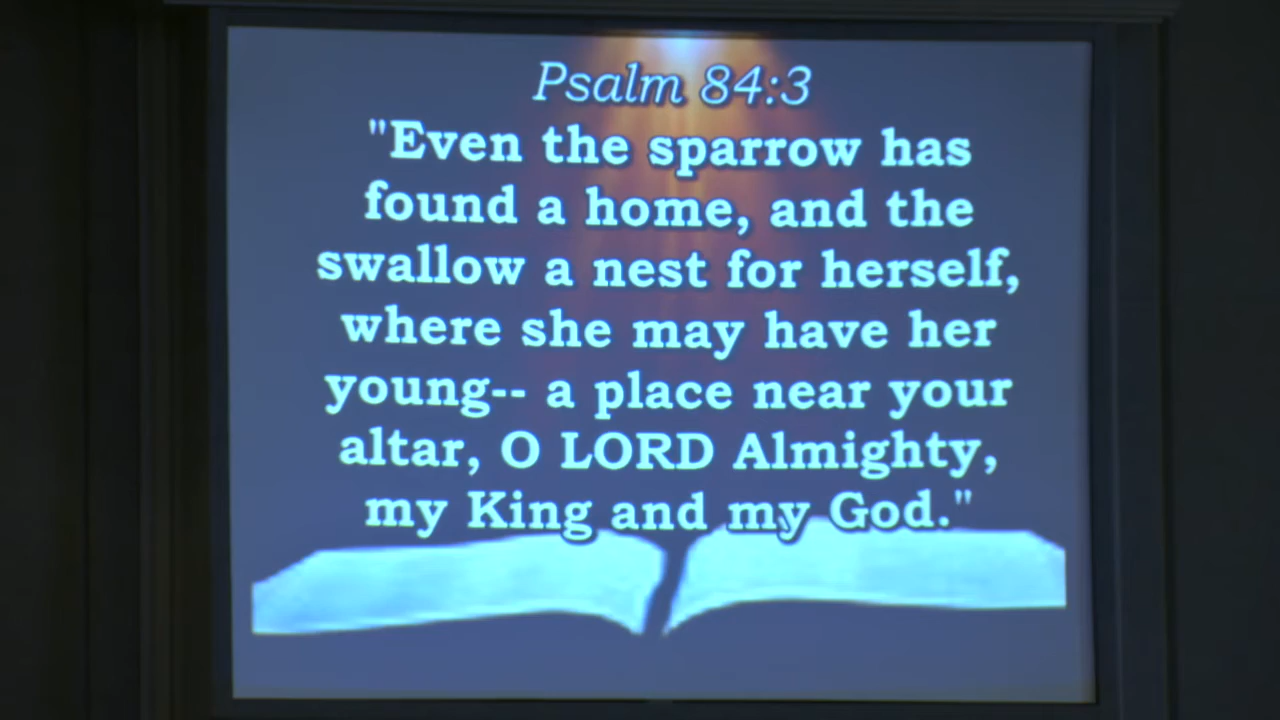 Psalm 84:3
"Even the sparrow has
found a home, and the
swallow a nest for herself,
where she may have her
young-- a place near your
altar, O LORD Almighty,
my King and my God."